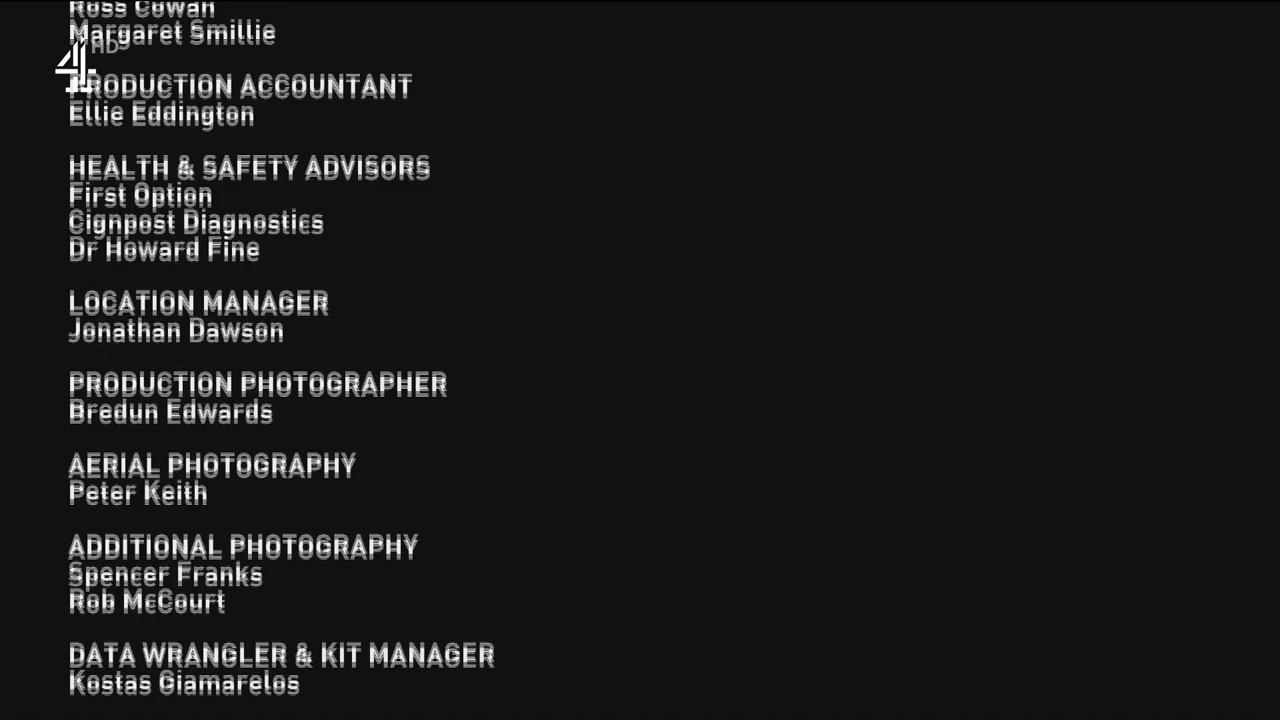 Ross Cowan
Margaret Smillie
4HD
PRODUCTION ACCOUNTANT
Ellie Eddington
HEALTH & SAFETY ADVISORS
First Option
Cignpost Diagnostics
Dr Howard Fine
LOCATION MANAGER
Jonathan Dawson
PRODUCTION PHOTOGRAPHER
Bredun Edwards
AERIAL PHOTOGRAPHY
Peter Keith
ADDITIONAL PHOTOGRAPHY
Spencer Franks
Rob McCourt
DATA WRANGLER & KIT MANAGER
Kostas Giamarelos